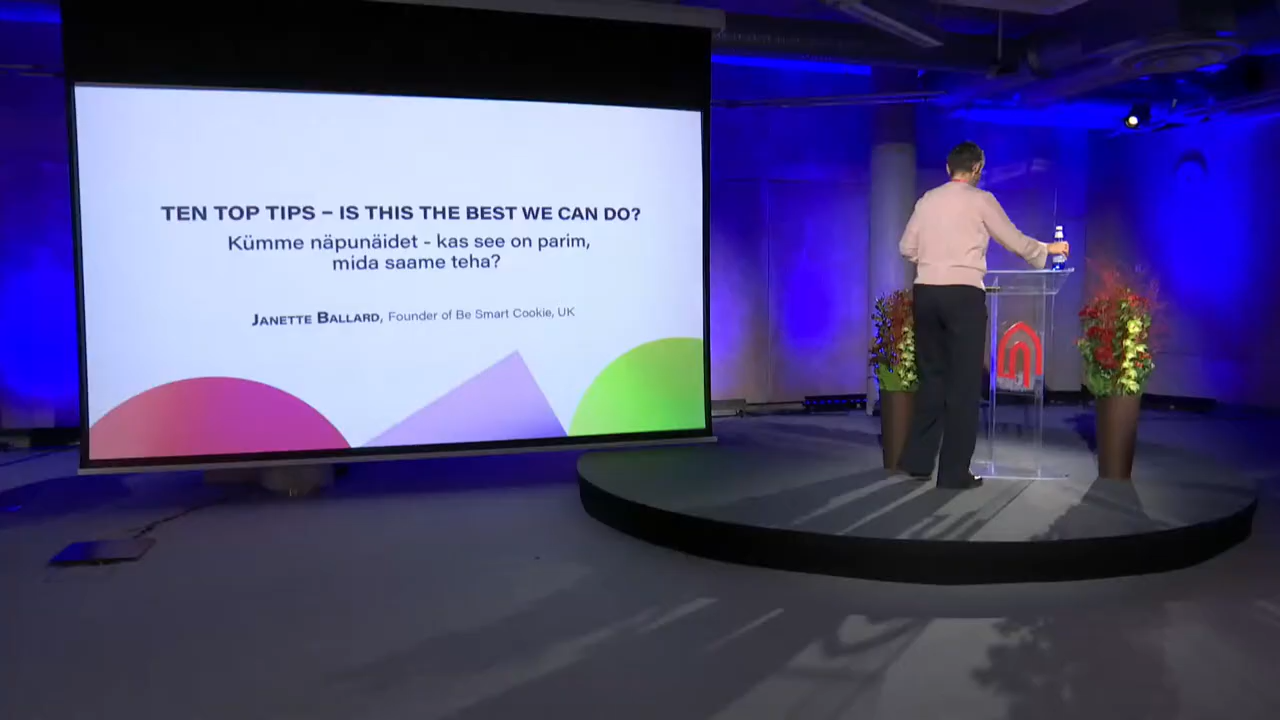 TEN TOP TIPS – IS THIS THE BEST WE CAN DO?
Kümme näpunäidet - kas see on parim,
mida saame teha?
JANETTE BALLARD, Founder of Be Smart Cookie, UK